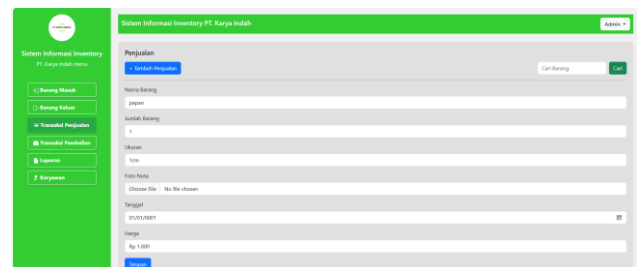 Sistem Informasi Inventory PT. Karya Indah
Admin
Sistem Informasi Inventory
PT. Karya Indah menu
Barang Masuk
Barang Keluar
Transaksi Penjualan
Transaksi Pembelian
Laporan
Karyawan
Penjualan
+ Tambah Penjualan
Cari Barang
Cari
Nama Barang
papan
Jumlah Barang
1
Ukuran
1cm
Foto Nota
Choose File No file chosen
Tanggal
01/01/0001
Harga
Rp 1.000
Simpan